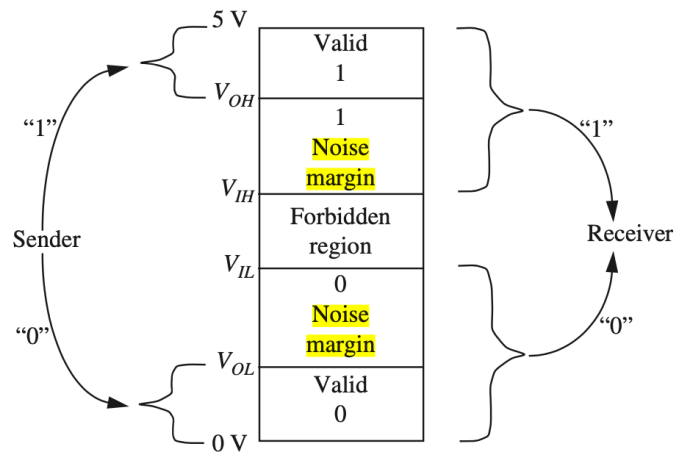 5 V
Valid
1
V_OH
"1"
1
Noise
margin
"1"
V_IH
Forbidden
region
Sender
Receiver
V_IL
0
Noise
margin
"0"
"0"
V_OL
Valid
0
0 V